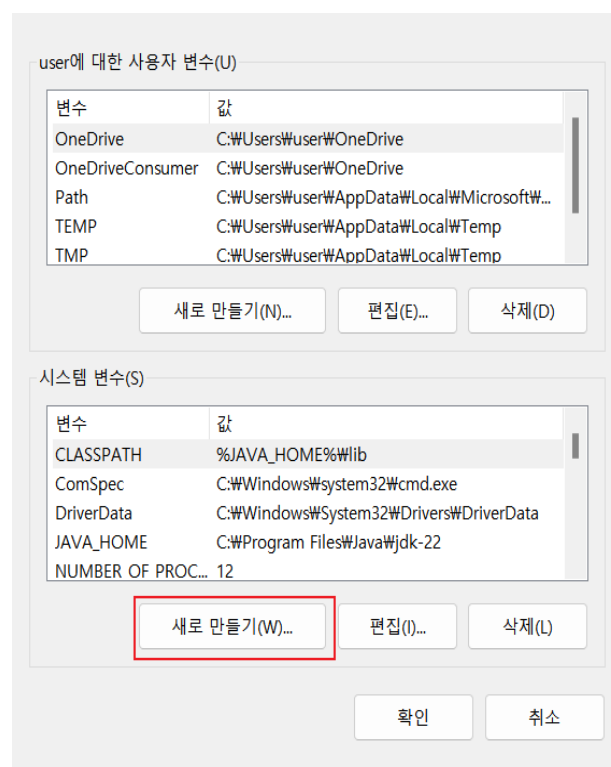 user에 대한 사용자 변수(U)
변수 값
OneDrive C:₩Users₩user₩OneDrive
OneDriveConsumer C:₩Users₩user₩OneDrive
Path C:₩Users₩user₩AppData₩Local₩Microsoft₩...
TEMP C:₩Users₩user₩AppData₩Local₩Temp
TMP C:₩Users₩user₩AppData₩Local₩Temp
새로 만들기(N)... 편집(E)... 삭제(D)
시스템 변수(S)
변수 값
CLASSPATH %JAVA_HOME%₩lib
ComSpec C:₩Windows₩system32₩cmd.exe
DriverData C:₩Windows₩System32₩Drivers₩DriverData
JAVA_HOME C:₩Program Files₩Java₩jdk-22
NUMBER OF PROC... 12
새로 만들기(W)... 편집(I)... 삭제(L)
확인 취소